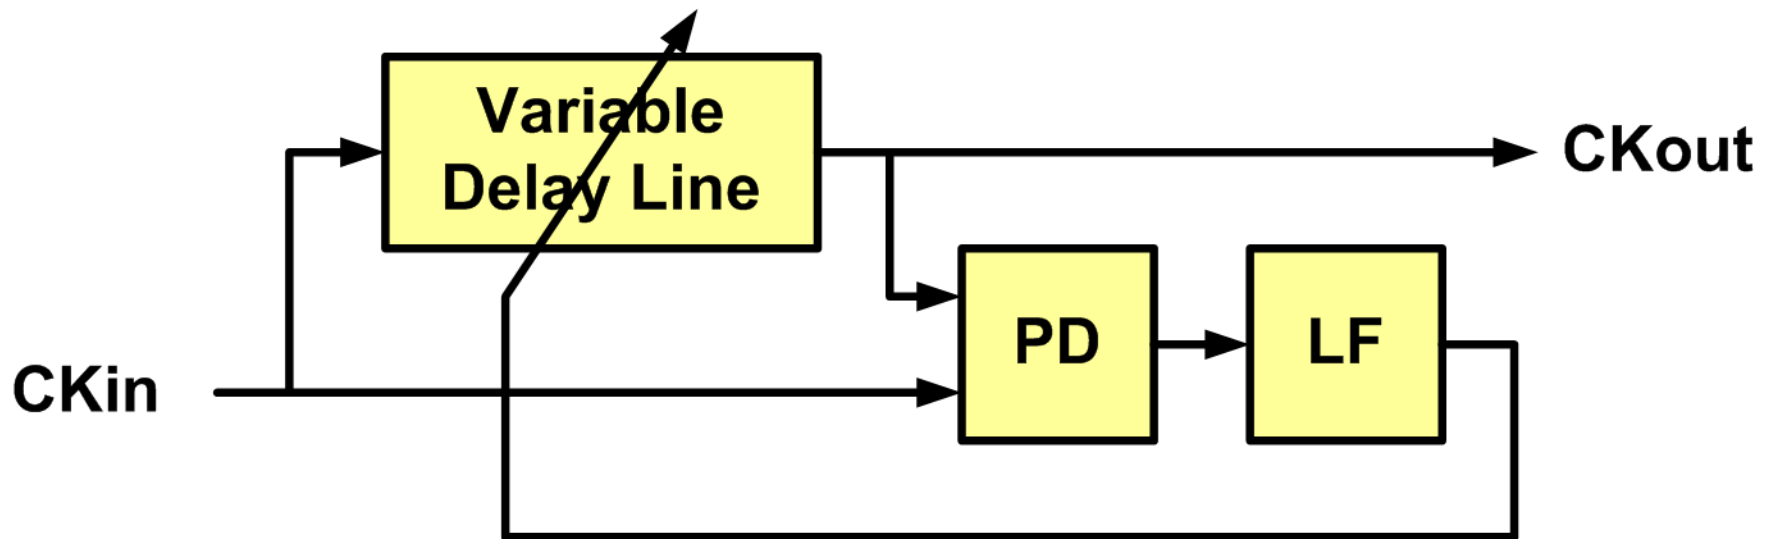 Variable
Delay Line
CKout
PD
LF
CKin